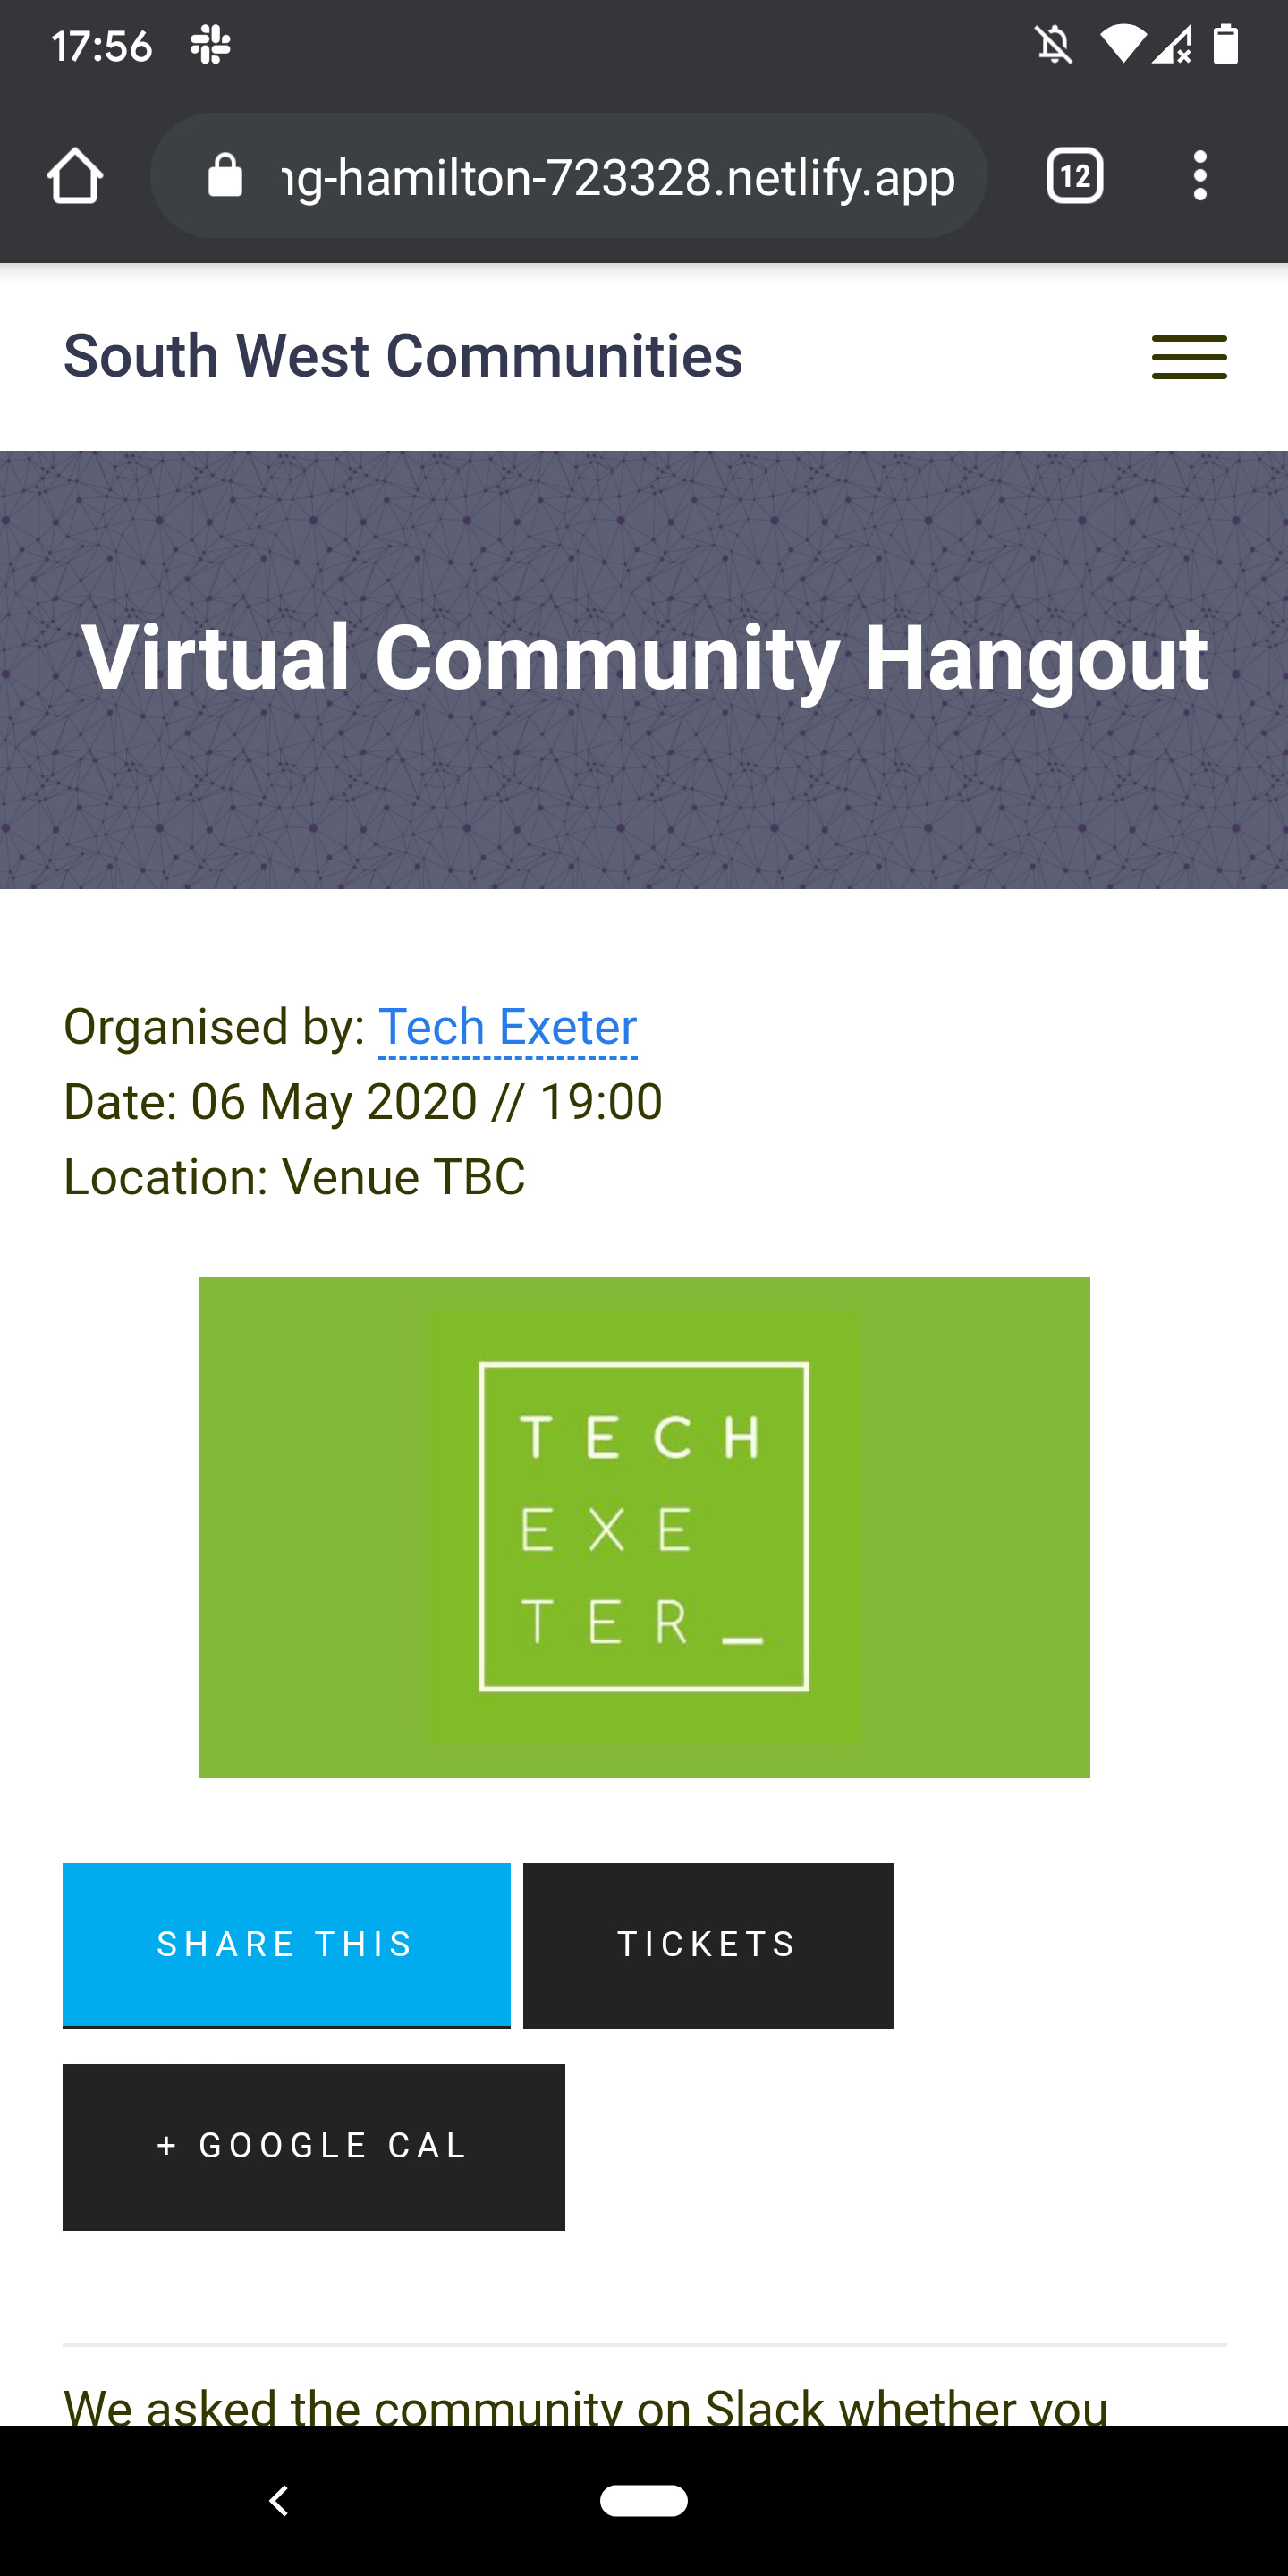 17:56
ng-hamilton-723328.netlify.app
12
South West Communities
Virtual Community Hangout
Organised by: Tech Exeter
Date: 06 May 2020 // 19:00
Location: Venue TBC
TECH
EXE
TER_
SHARE THIS
TICKETS
+ GOOGLE CAL
We asked the community on Slack whether you